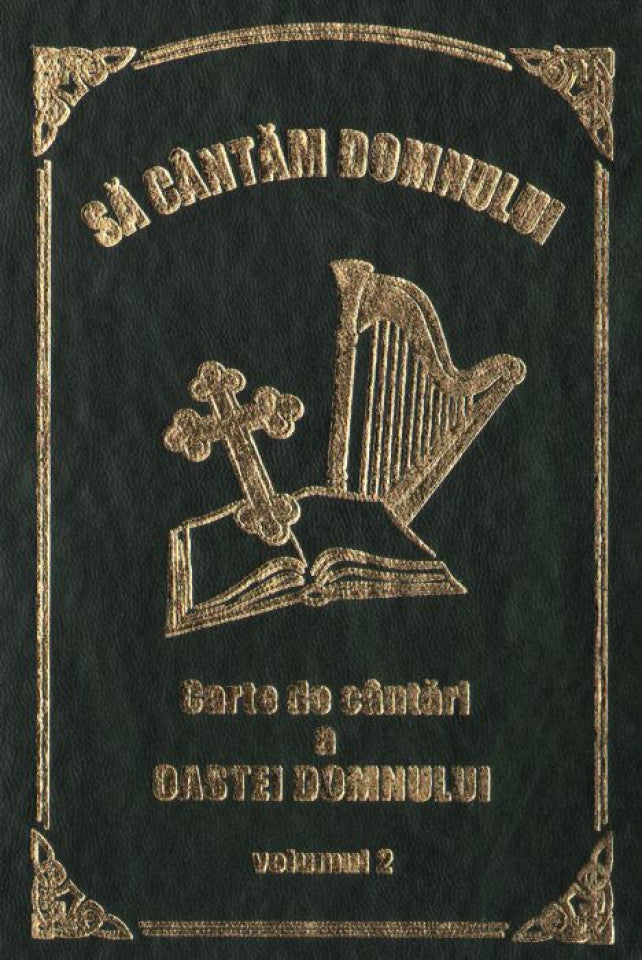 SĂ CÂNTĂM DOMNULUI
Carte de cântări
a
OASTEI DOMNULUI
volumul 2